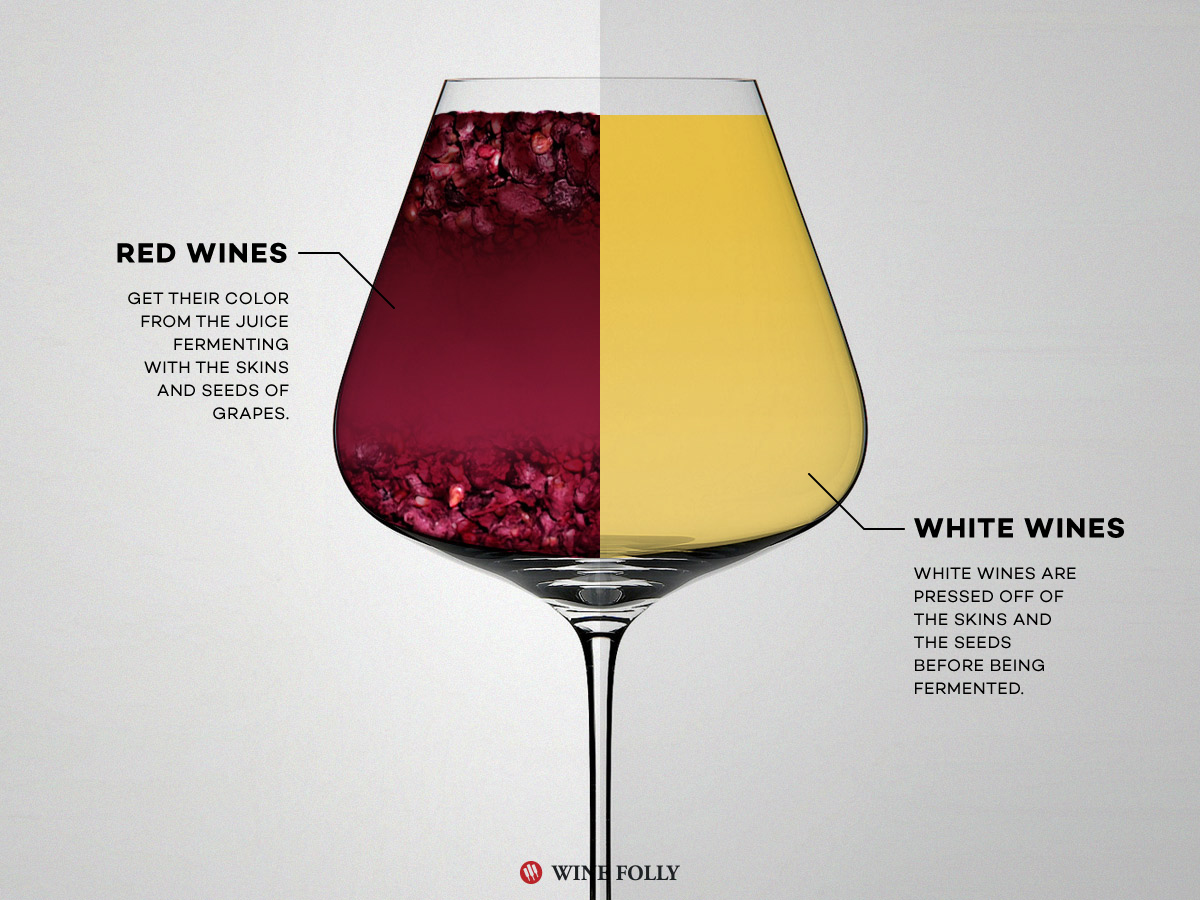 RED WINES
GET THEIR COLOR
FROM THE JUICE
FERMENTING
WITH THE SKINS
AND SEEDS OF
GRAPES.
WHITE WINES
WHITE WINES ARE
PRESSED OFF OF
THE SKINS AND
THE SEEDS
BEFORE BEING
FERMENTED.
WINE FOLLY